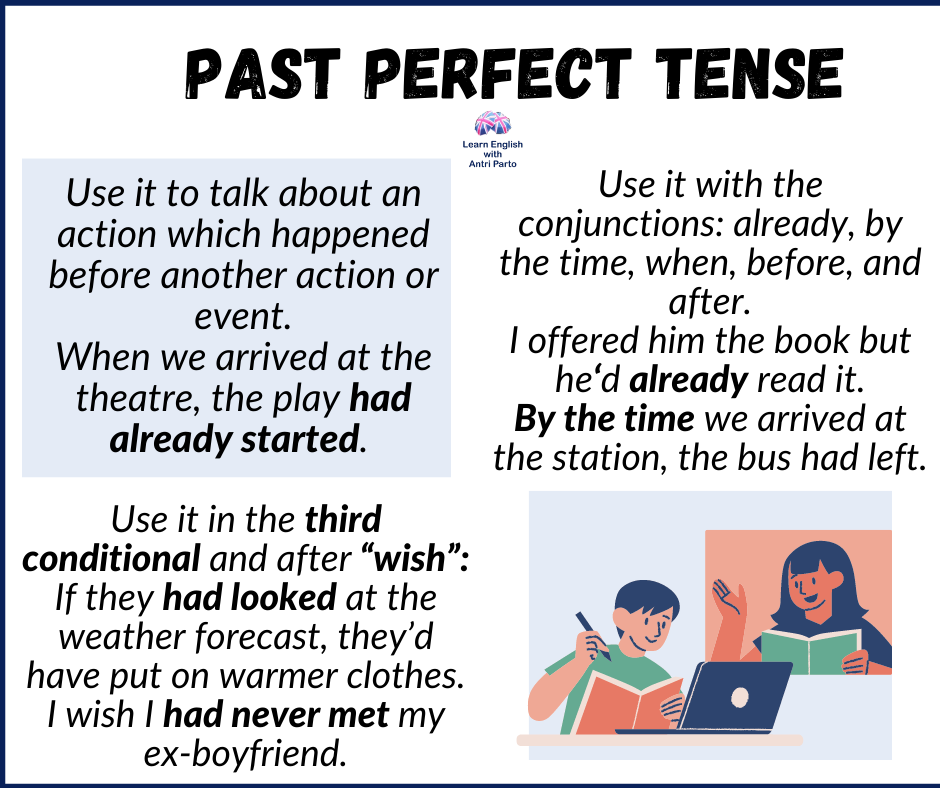 PAST PERFECT TENSE
Learn English
with
Antri Parto
Use it to talk about an
action which happened
before another action or
event.
When we arrived at the
theatre, the play had
already started.
Use it with the
conjunctions: already, by
the time, when, before, and
after.
I offered him the book but
he‘d already read it.
By the time we arrived at
the station, the bus had left.
Use it in the third
conditional and after “wish”:
If they had looked at the
weather forecast, they’d
have put on warmer clothes.
I wish I had never met my
ex-boyfriend.